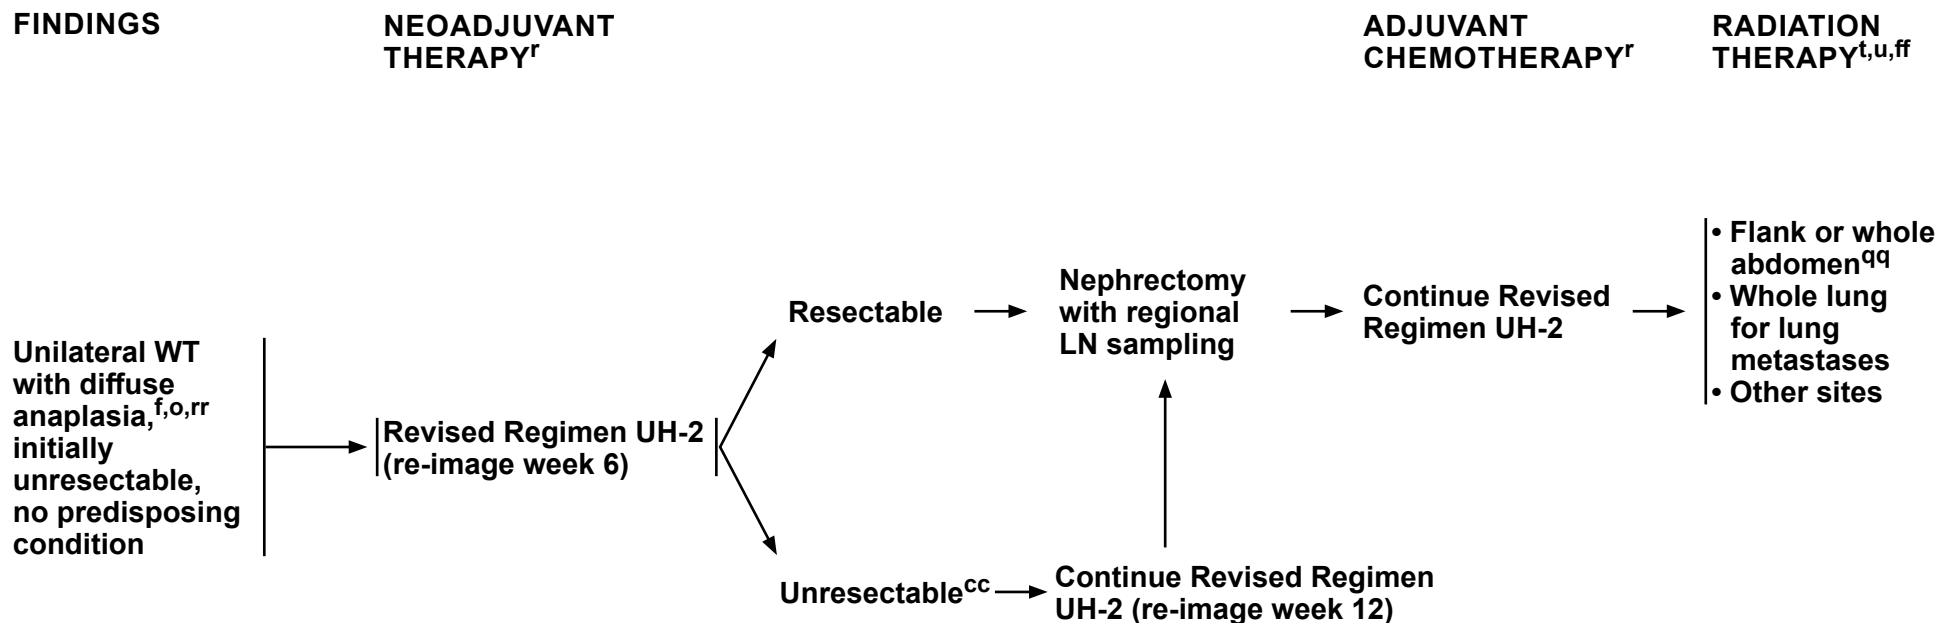 FINDINGS
NEOADJUVANT
THERAPYr
ADJUVANT
CHEMOTHERAPYr
RADIATION
THERAPYt,u,ff
Unilateral WT
with diffuse
anaplasia,f,o,rr
initially
unresectable,
no predisposing
condition
Revised Regimen UH-2
(re-image week 6)
Resectable
Nephrectomy
with regional
LN sampling
Continue Revised
Regimen UH-2
• Flank or whole
abdomenqq
• Whole lung
for lung
metastases
• Other sites
Unresectablecc
Continue Revised Regimen
UH-2 (re-image week 12)